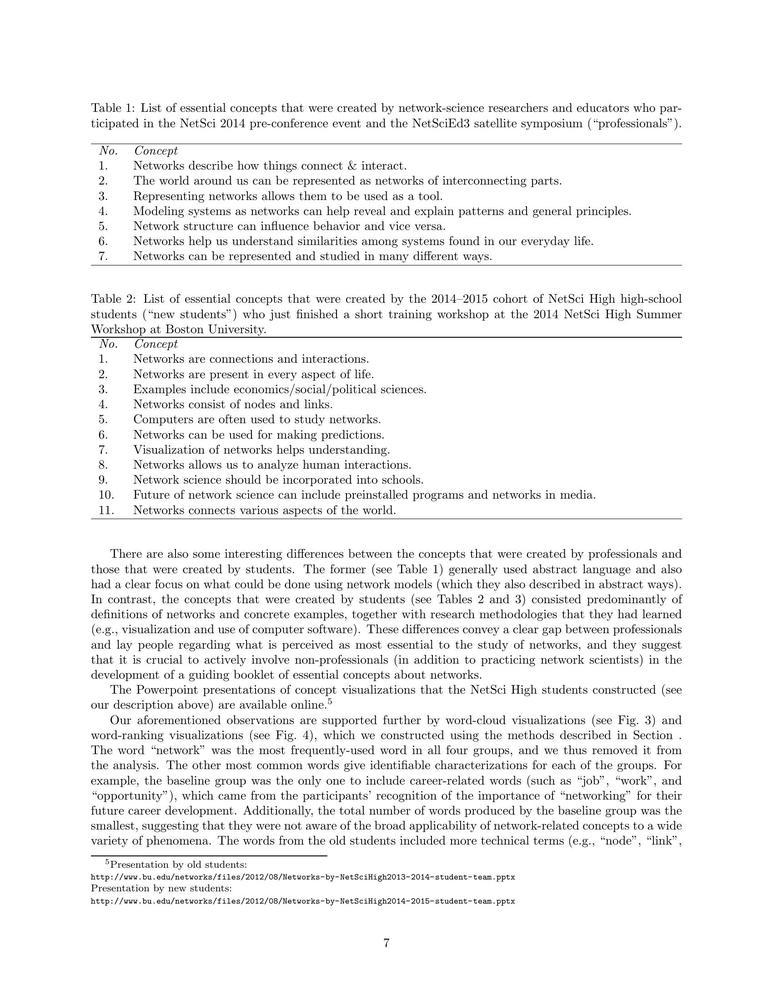 Table 1: List of essential concepts that were created by network-science researchers and educators who par-
ticipated in the NetSci 2014 pre-conference event and the NetSciEd3 satellite symposium (“professionals”).
No. Concept
1. Networks describe how things connect & interact.
2. The world around us can be represented as networks of interconnecting parts.
3. Representing networks allows them to be used as a tool.
4. Modeling systems as networks can help reveal and explain patterns and general principles.
5. Network structure can influence behavior and vice versa.
6. Networks help us understand similarities among systems found in our everyday life.
7. Networks can be represented and studied in many different ways.
Table 2: List of essential concepts that were created by the 2014–2015 cohort of NetSci High high-school
students (“new students”) who just finished a short training workshop at the 2014 NetSci High Summer
Workshop at Boston University.
No. Concept
1. Networks are connections and interactions.
2. Networks are present in every aspect of life.
3. Examples include economics/social/political sciences.
4. Networks consist of nodes and links.
5. Computers are often used to study networks.
6. Networks can be used for making predictions.
7. Visualization of networks helps understanding.
8. Networks allows us to analyze human interactions.
9. Network science should be incorporated into schools.
10. Future of network science can include preinstalled programs and networks in media.
11. Networks connects various aspects of the world.
There are also some interesting differences between the concepts that were created by professionals and
those that were created by students. The former (see Table 1) generally used abstract language and also
had a clear focus on what could be done using network models (which they also described in abstract ways).
In contrast, the concepts that were created by students (see Tables 2 and 3) consisted predominantly of
definitions of networks and concrete examples, together with research methodologies that they had learned
(e.g., visualization and use of computer software). These differences convey a clear gap between professionals
and lay people regarding what is perceived as most essential to the study of networks, and they suggest
that it is crucial to actively involve non-professionals (in addition to practicing network scientists) in the
development of a guiding booklet of essential concepts about networks.
The Powerpoint presentations of concept visualizations that the NetSci High students constructed (see
our description above) are available online.5
Our aforementioned observations are supported further by word-cloud visualizations (see Fig. 3) and
word-ranking visualizations (see Fig. 4), which we constructed using the methods described in Section .
The word “network” was the most frequently-used word in all four groups, and we thus removed it from
the analysis. The other most common words give identifiable characterizations for each of the groups. For
example, the baseline group was the only one to include career-related words (such as “job”, “work”, and
“opportunity”), which came from the participants’ recognition of the importance of “networking” for their
future career development. Additionally, the total number of words produced by the baseline group was the
smallest, suggesting that they were not aware of the broad applicability of network-related concepts to a wide
variety of phenomena. The words from the old students included more technical terms (e.g., “node”, “link”,
5Presentation by old students:
http://www.bu.edu/networks/files/2012/08/Networks-by-NetSciHigh2013-2014-student-team.pptx
Presentation by new students:
http://www.bu.edu/networks/files/2012/08/Networks-by-NetSciHigh2014-2015-student-team.pptx
7